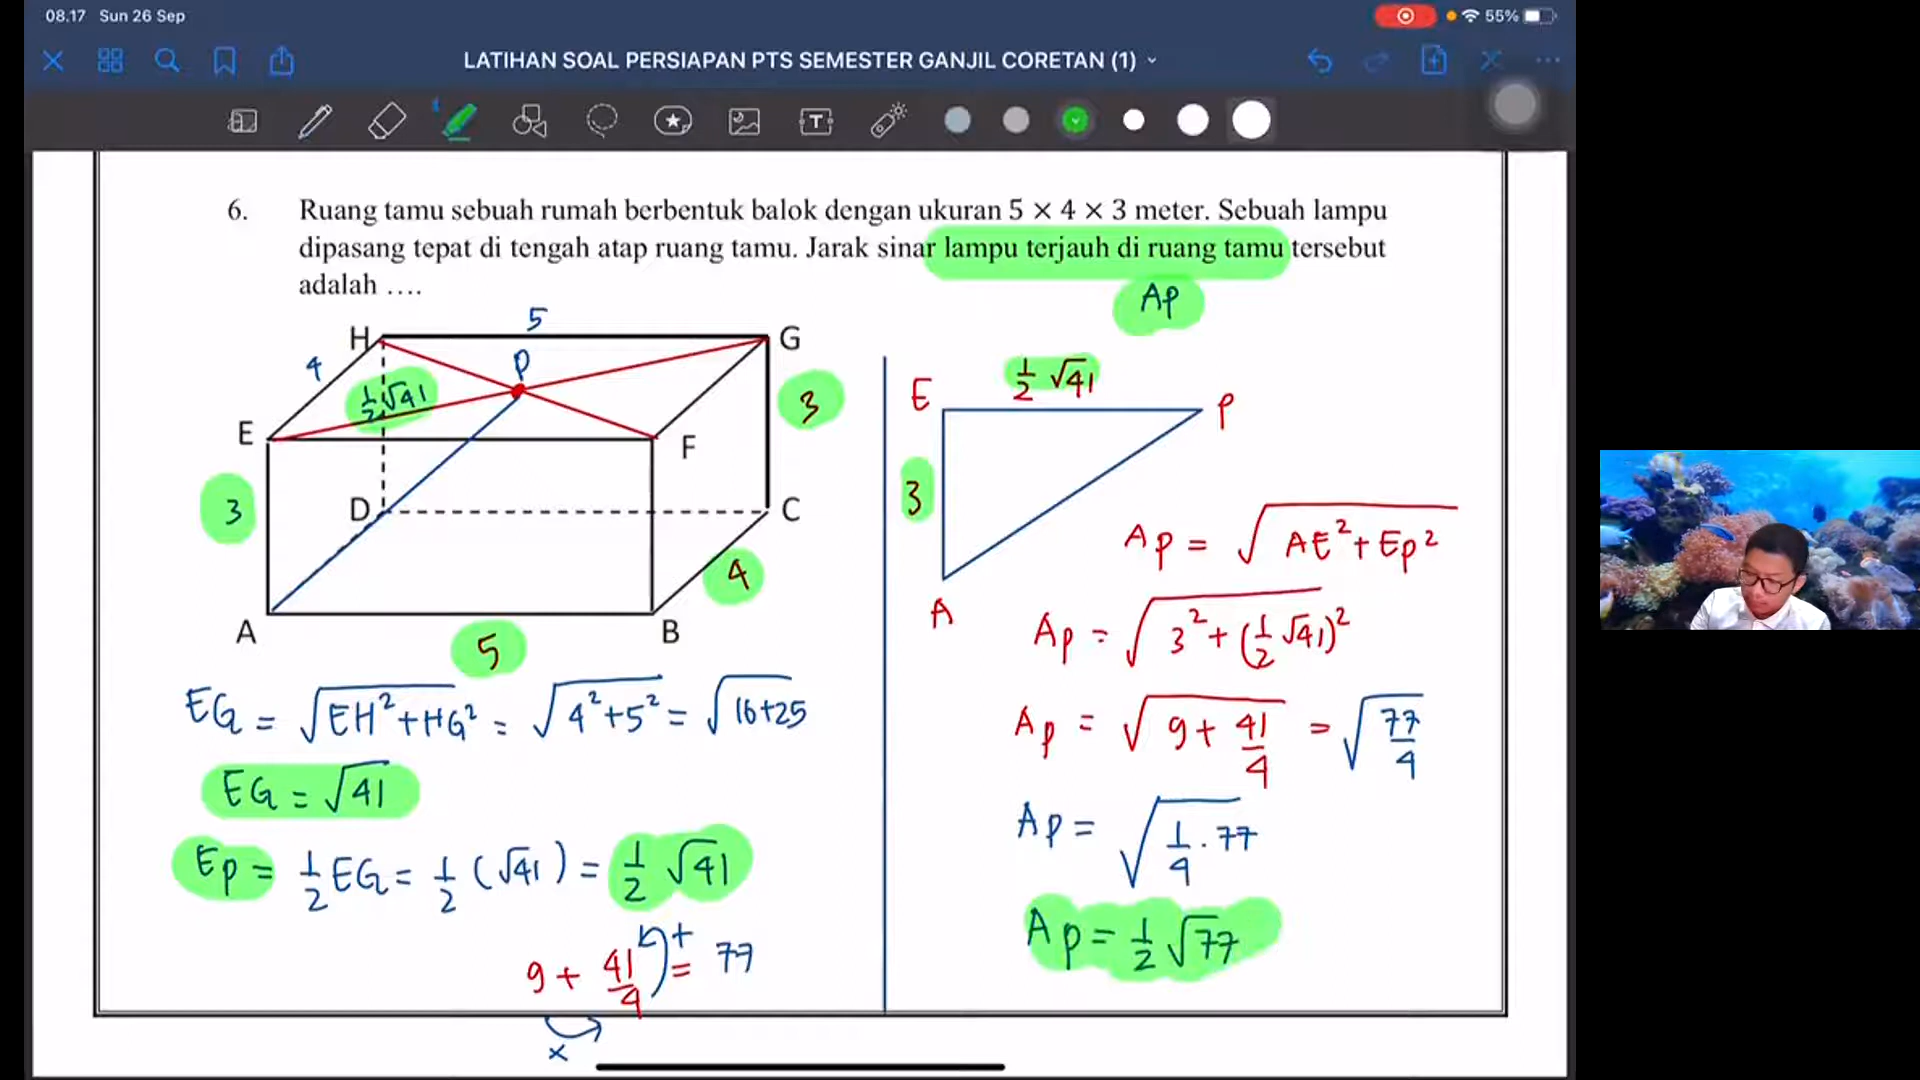 08.17 Sun 26 Sep
55%
LATIHAN SOAL PERSIAPAN PTS SEMESTER GANJIL CORETAN (1)
6. Ruang tamu sebuah rumah berbentuk balok dengan ukuran 5 × 4 × 3 meter. Sebuah lampu
dipasang tepat di tengah atap ruang tamu. Jarak sinar lampu terjauh di ruang tamu tersebut
adalah ….
AP
H
5
G
4
P
½√41
E
F
3
3
D
C
4
A
5
B
EG = √(EH² + HG²) = √(4² + 5²) = √(16+25)
EG = √41
EP = ½ EG = ½ (√41) = ½ √41
9 + 41/4 = 77
+
x
½ √41
E
P
3
A
AP = √(AE² + EP²)
AP = √(3² + (½ √41)²)
AP = √(9 + 41/4) = √(77/4)
AP = √(¼ . 77)
AP = ½ √77